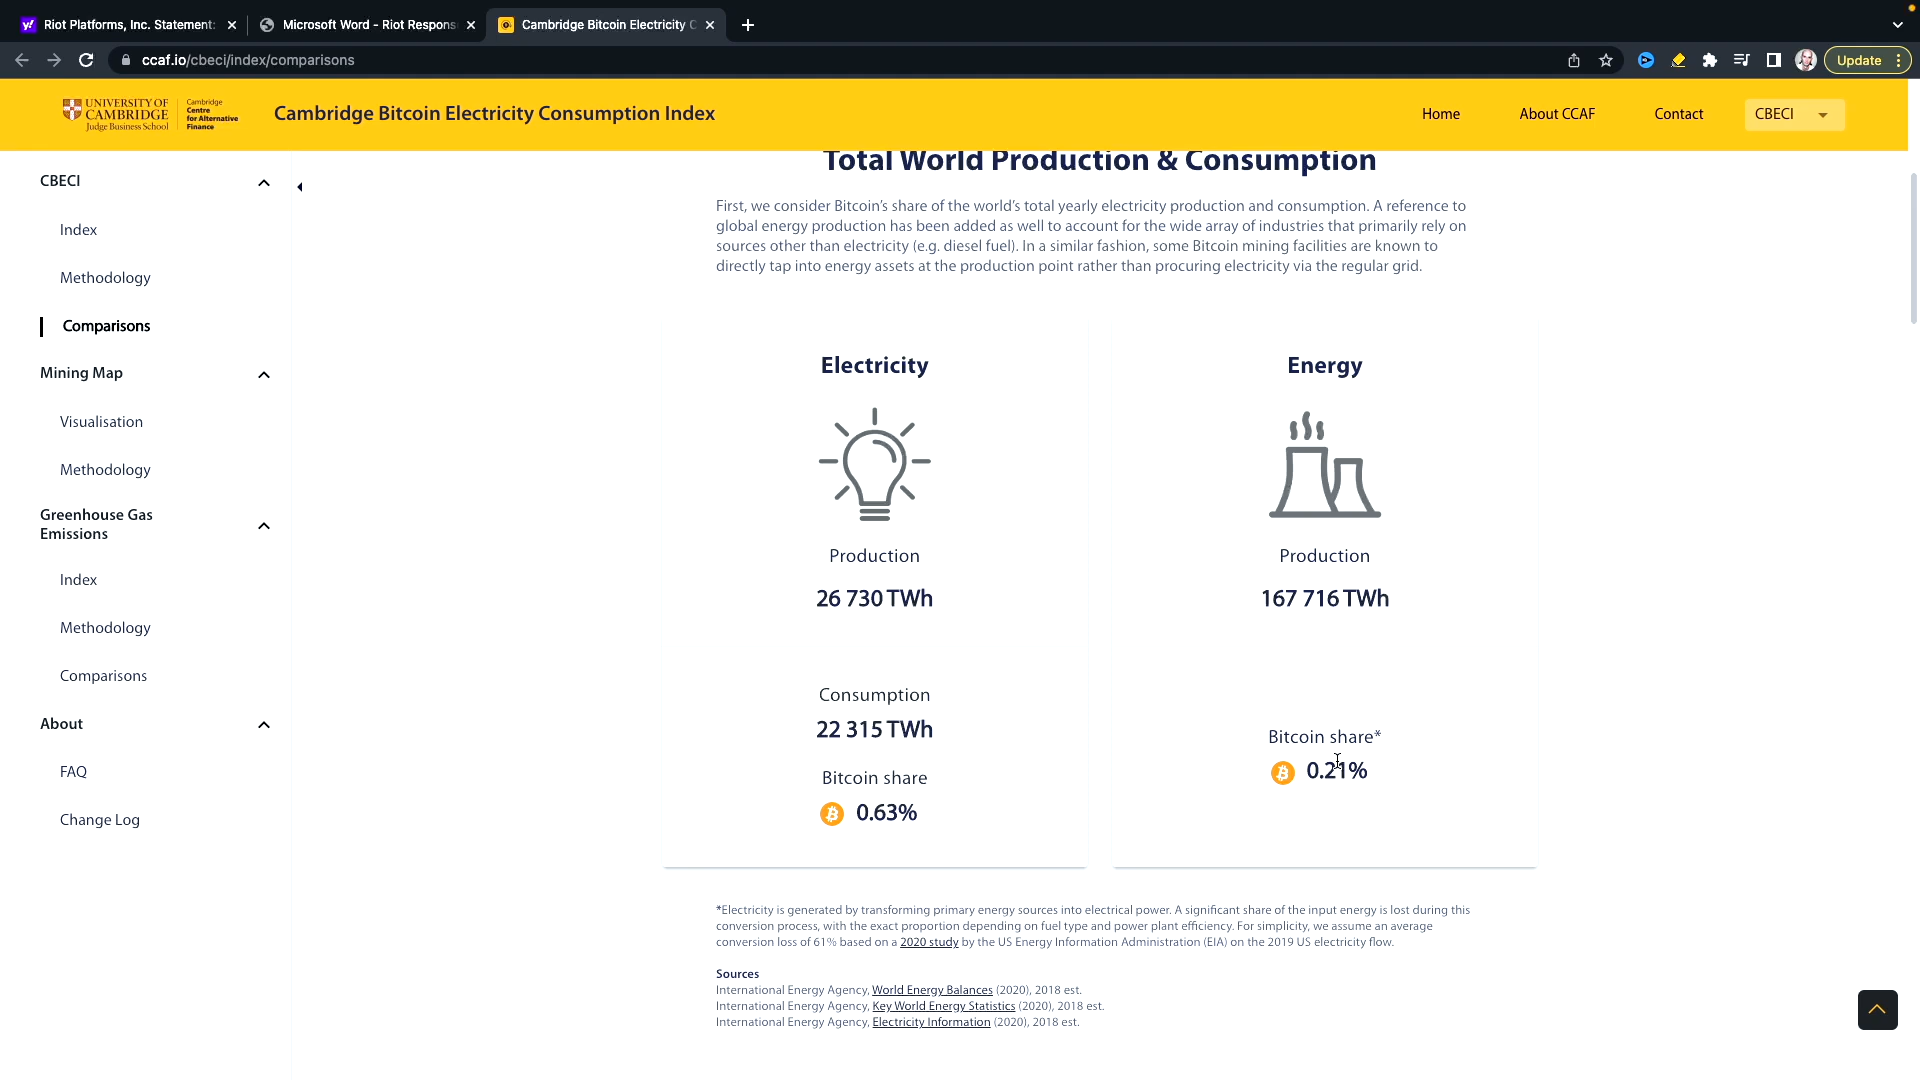 Riot Platforms, Inc. Statement:
Microsoft Word - Riot Respons
Cambridge Bitcoin Electricity C
ccaf.io/cbeci/index/comparisons
Update
UNIVERSITY OF
CAMBRIDGE
Judge Business School
Cambridge
Centre
for Alternative
Finance
Cambridge Bitcoin Electricity Consumption Index
Home
About CCAF
Contact
CBECI
CBECI
Index
Methodology
Comparisons
Mining Map
Visualisation
Methodology
Greenhouse Gas
Emissions
Index
Methodology
Comparisons
About
FAQ
Change Log
Total World Production & Consumption
First, we consider Bitcoin's share of the world's total yearly electricity production and consumption. A reference to
global energy production has been added as well to account for the wide array of industries that primarily rely on
sources other than electricity (e.g. diesel fuel). In a similar fashion, some Bitcoin mining facilities are known to
directly tap into energy assets at the production point rather than procuring electricity via the regular grid.
Electricity
Production
26 730 TWh
Consumption
22 315 TWh
Bitcoin share
0.63%
Energy
Production
167 716 TWh
Bitcoin share*
0.21%
*Electricity is generated by transforming primary energy sources into electrical power. A significant share of the input energy is lost during this
conversion process, with the exact proportion depending on fuel type and power plant efficiency. For simplicity, we assume an average
conversion loss of 61% based on a 2020 study by the US Energy Information Administration (EIA) on the 2019 US electricity flow.
Sources
International Energy Agency, World Energy Balances (2020), 2018 est.
International Energy Agency, Key World Energy Statistics (2020), 2018 est.
International Energy Agency, Electricity Information (2020), 2018 est.